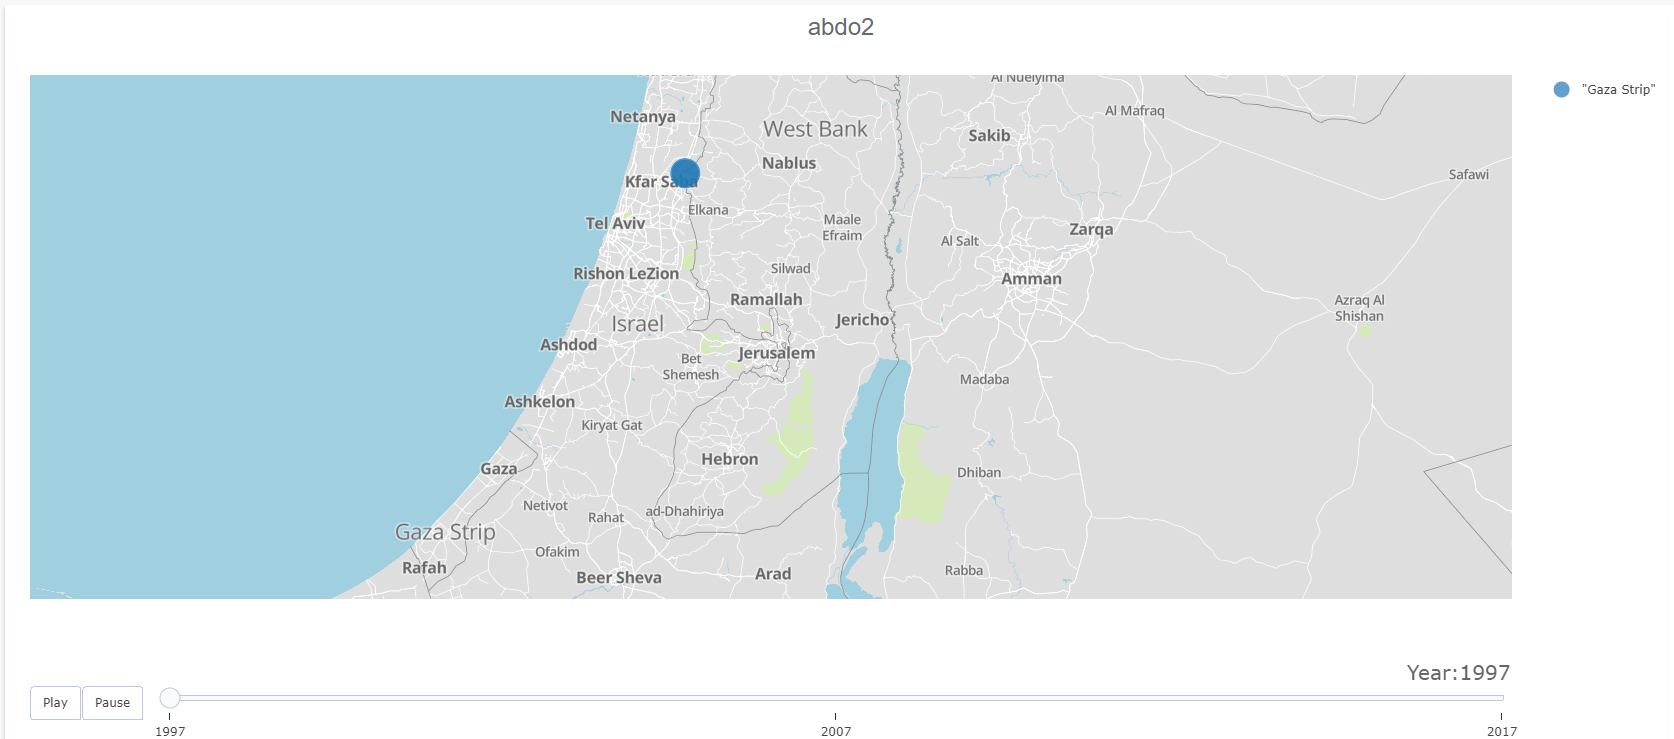 abdo2
Al Nuelyima
"Gaza Strip"
Netanya
West Bank
Al Mafraq
Sakib
Nablus
Kfar Saba
Safawi
Elkana
Tel Aviv
Maale
Efraim
Zarqa
Al Salt
Rishon LeZion
Silwad
Amman
Ramallah
Azraq Al
Shishan
Israel
Jericho
Ashdod
Jerusalem
Bet
Shemesh
Madaba
Ashkelon
Kiryat Gat
Hebron
Gaza
Dhiban
Netivot
Rahat
ad-Dhahiriya
Gaza Strip
Ofakim
Rafah
Beer Sheva
Arad
Rabba
Year:1997
Play
Pause
1997
2007
2017